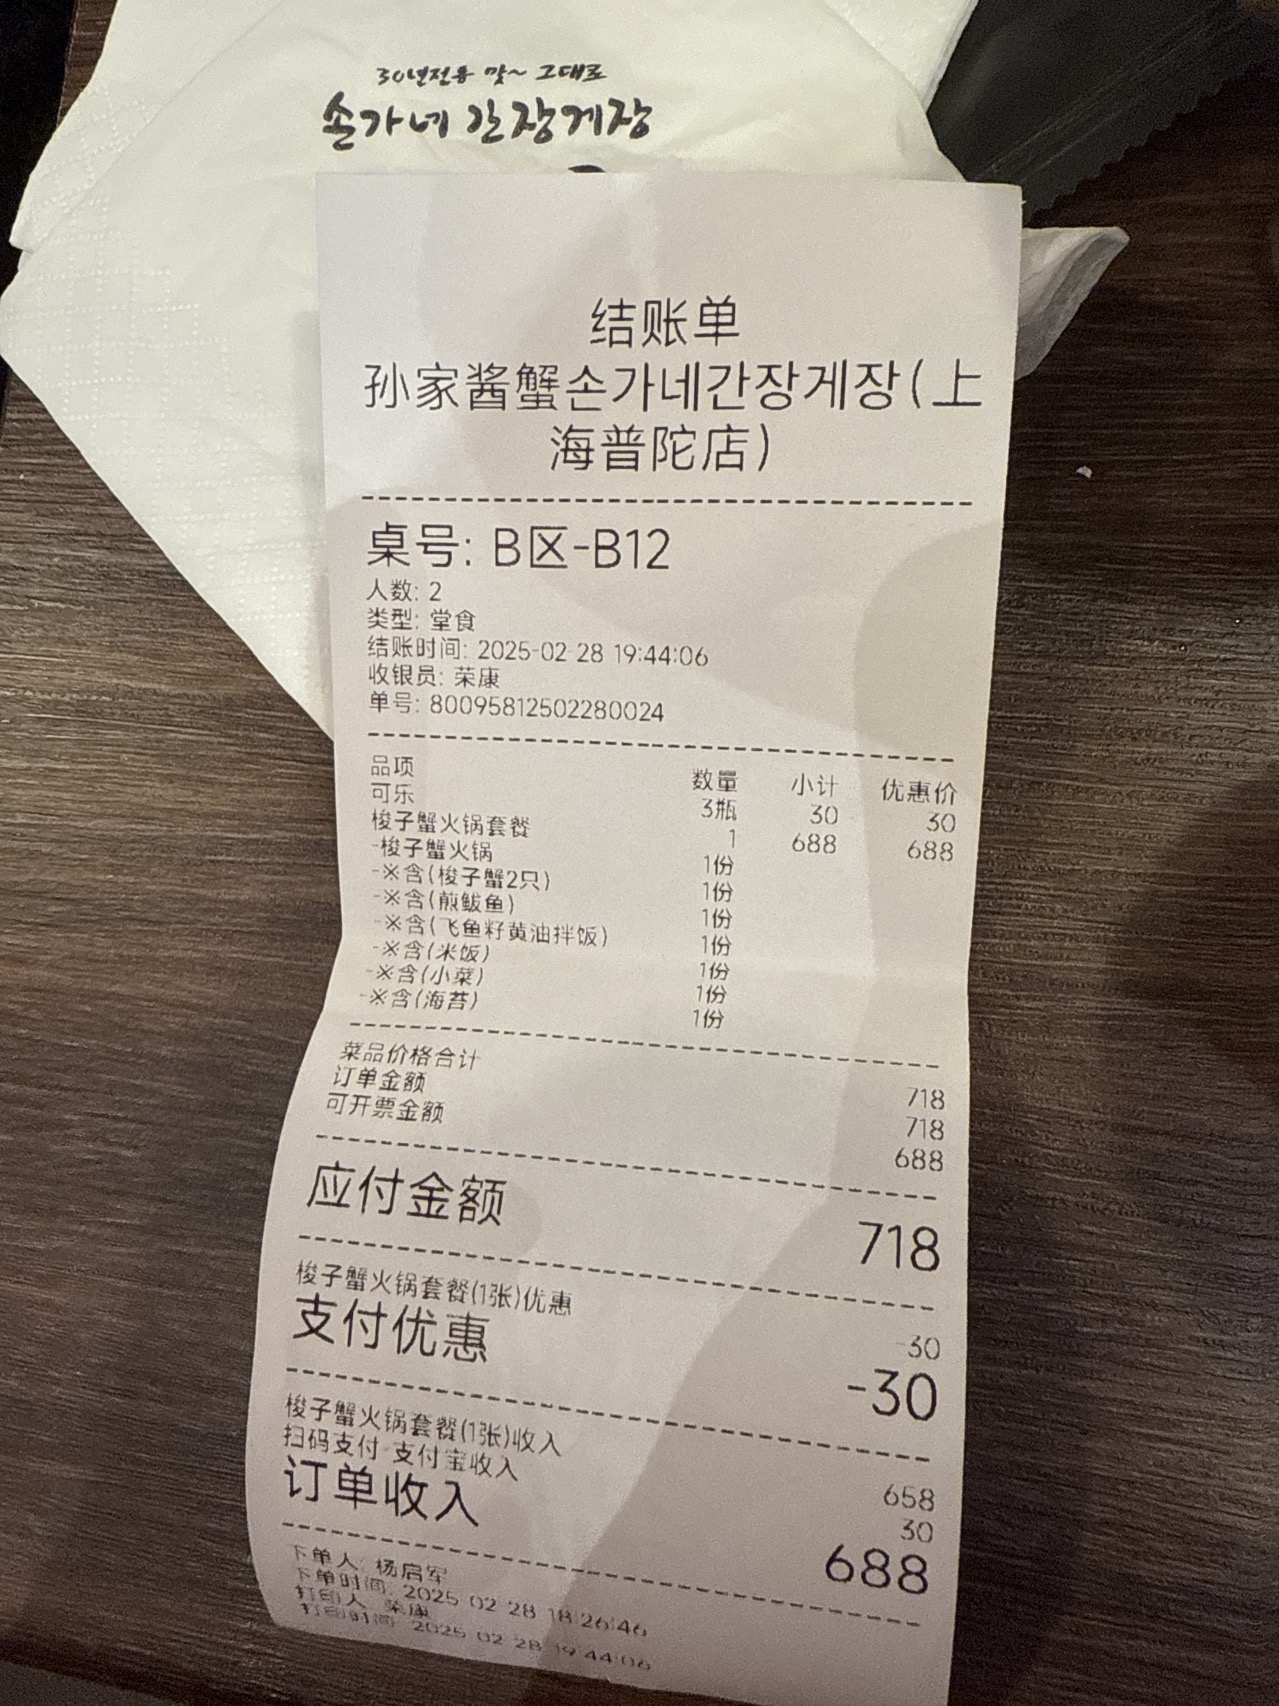 30년전통 맛~ 그대로
손가네 간장게장
结账单
孙家酱蟹손가네간장게장(上
海普陀店)
桌号: B区-B12
人数: 2
类型: 堂食
结账时间: 2025-02-28 19:44:06
收银员: 荣康
单号: 80095812502280024
品项 数量 小计 优惠价
可乐 3瓶 30 30
梭子蟹火锅套餐 1 688 688
-梭子蟹火锅 1份
-※含(梭子蟹2只) 1份
-※含(煎鲅鱼) 1份
-※含(飞鱼籽黄油拌饭) 1份
-※含(米饭) 1份
-※含(小菜) 1份
-※含(海苔) 1份
菜品价格合计 718
订单金额 718
可开票金额 688
应付金额 718
梭子蟹火锅套餐(1张)优惠 -30
支付优惠 -30
梭子蟹火锅套餐(1张)收入 658
扫码支付-支付宝收入 30
订单收入 688
下单人: 杨启军
下单时间: 2025-02-28 18:26:46
打印人: 荣康
打印时间: 2025-02-28 19:44:06